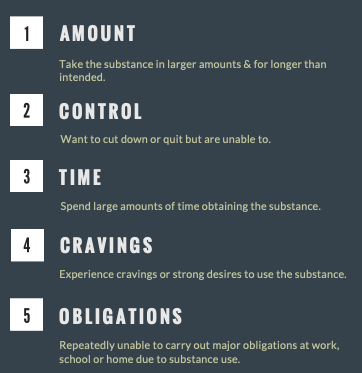 1 AMOUNT
Take the substance in larger amounts & for longer than
intended.
2 CONTROL
Want to cut down or quit but are unable to.
3 TIME
Spend large amounts of time obtaining the substance.
4 CRAVINGS
Experience cravings or strong desires to use the substance.
5 OBLIGATIONS
Repeatedly unable to carry out major obligations at work,
school or home due to substance use.